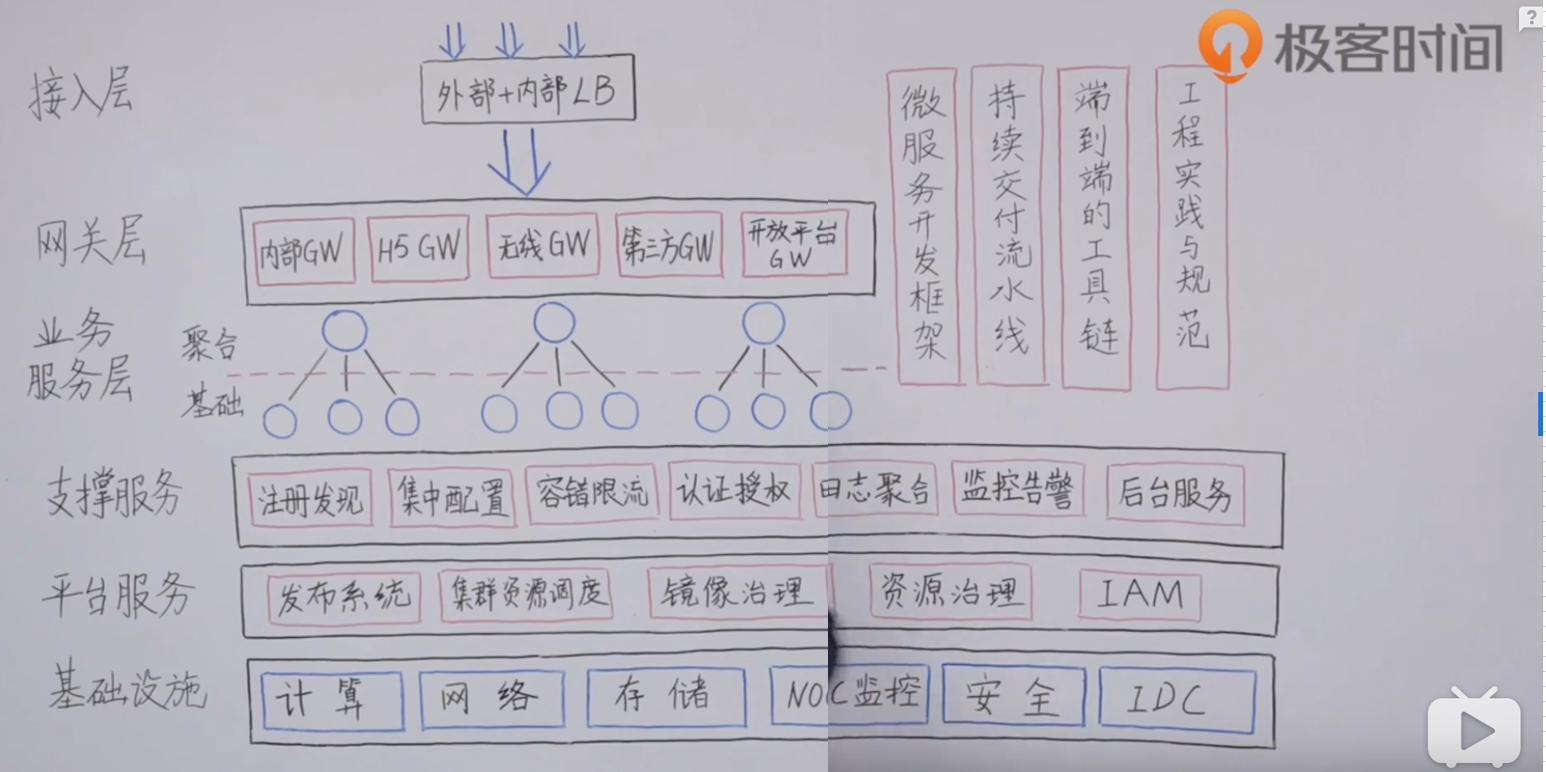 极客时间
?
接入层
外部+内部LB
网关层
内部GW
H5 GW
无线GW
第三方GW
开放平台
GW
业务
服务层
聚合
基础
微服务开发框架
持续交付流水线
端到端的工具链
工程实践与规范
支撑服务
注册发现
集中配置
容错限流
认证授权
日志聚合
监控告警
后台服务
平台服务
发布系统
集群资源调度
镜像治理
资源治理
IAM
基础设施
计算
网络
存储
NOC监控
安全
IDC